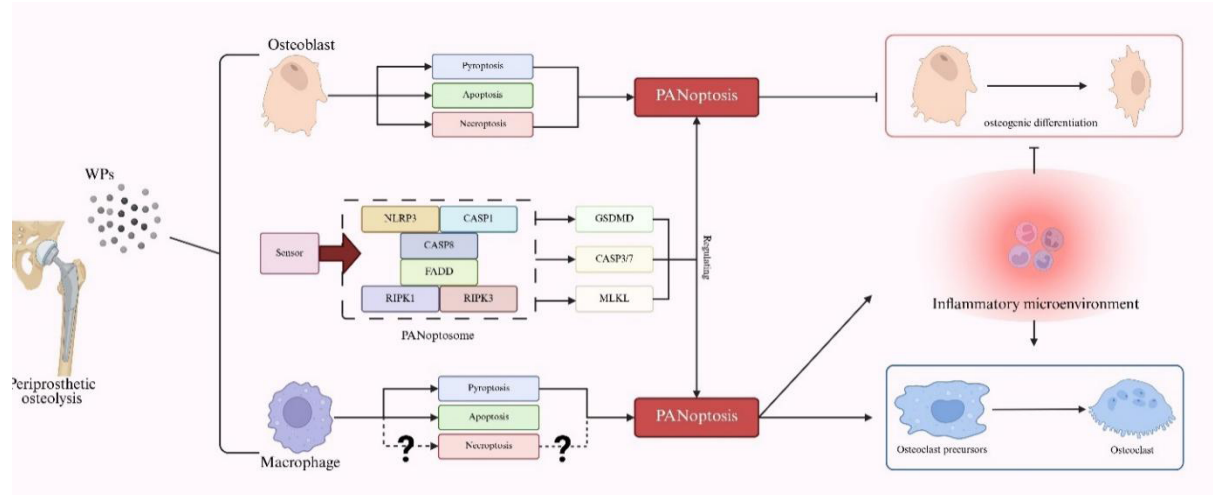 Osteoblast
Pyroptosis
Apoptosis
Necroptosis
PANoptosis
osteogenic differentiation
WPs
NLRP3
CASP1
GSDMD
Sensor
CASP8
CASP3/7
FADD
RIPK1
RIPK3
MLKL
PANoptosome
Regulating
Inflammatory microenvironment
Periprosthetic
osteolysis
Macrophage
Pyroptosis
Apoptosis
? Necroptosis ?
PANoptosis
Osteoclast precursors
Osteoclast